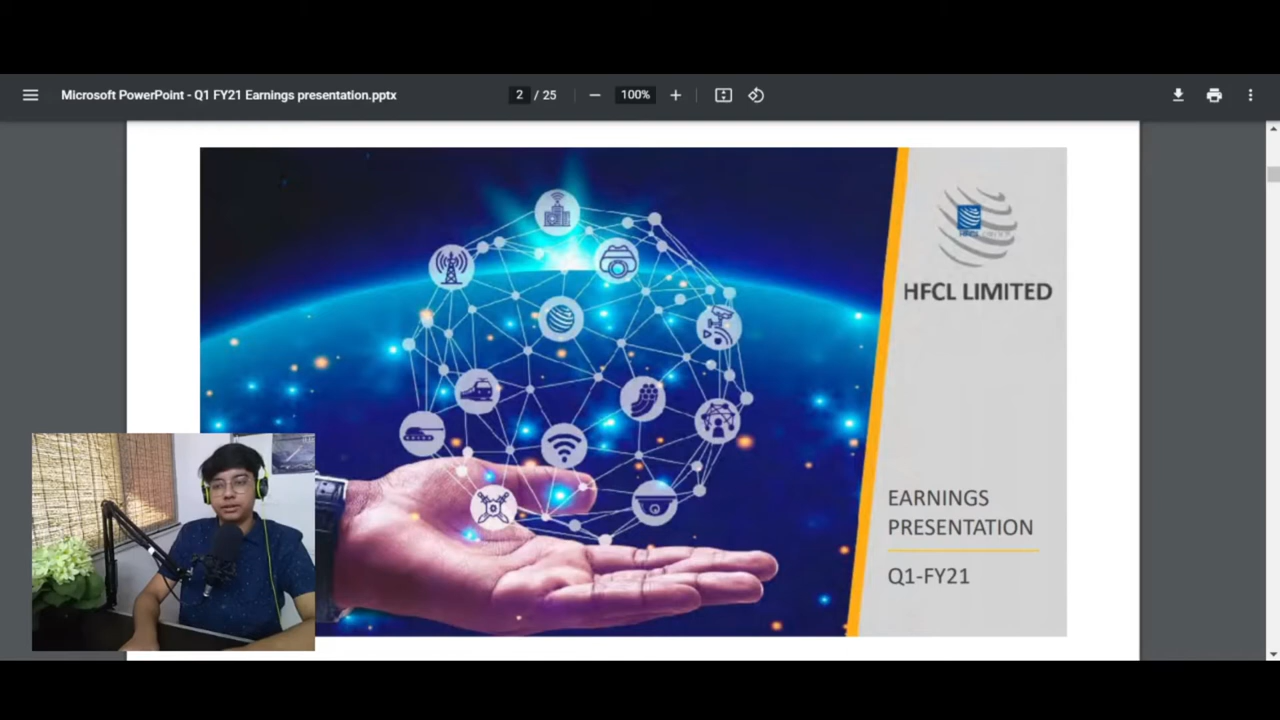 Microsoft PowerPoint - Q1 FY21 Earnings presentation.pptx
2 / 25
100%
HFCL LIMITED
EARNINGS
PRESENTATION
Q1-FY21